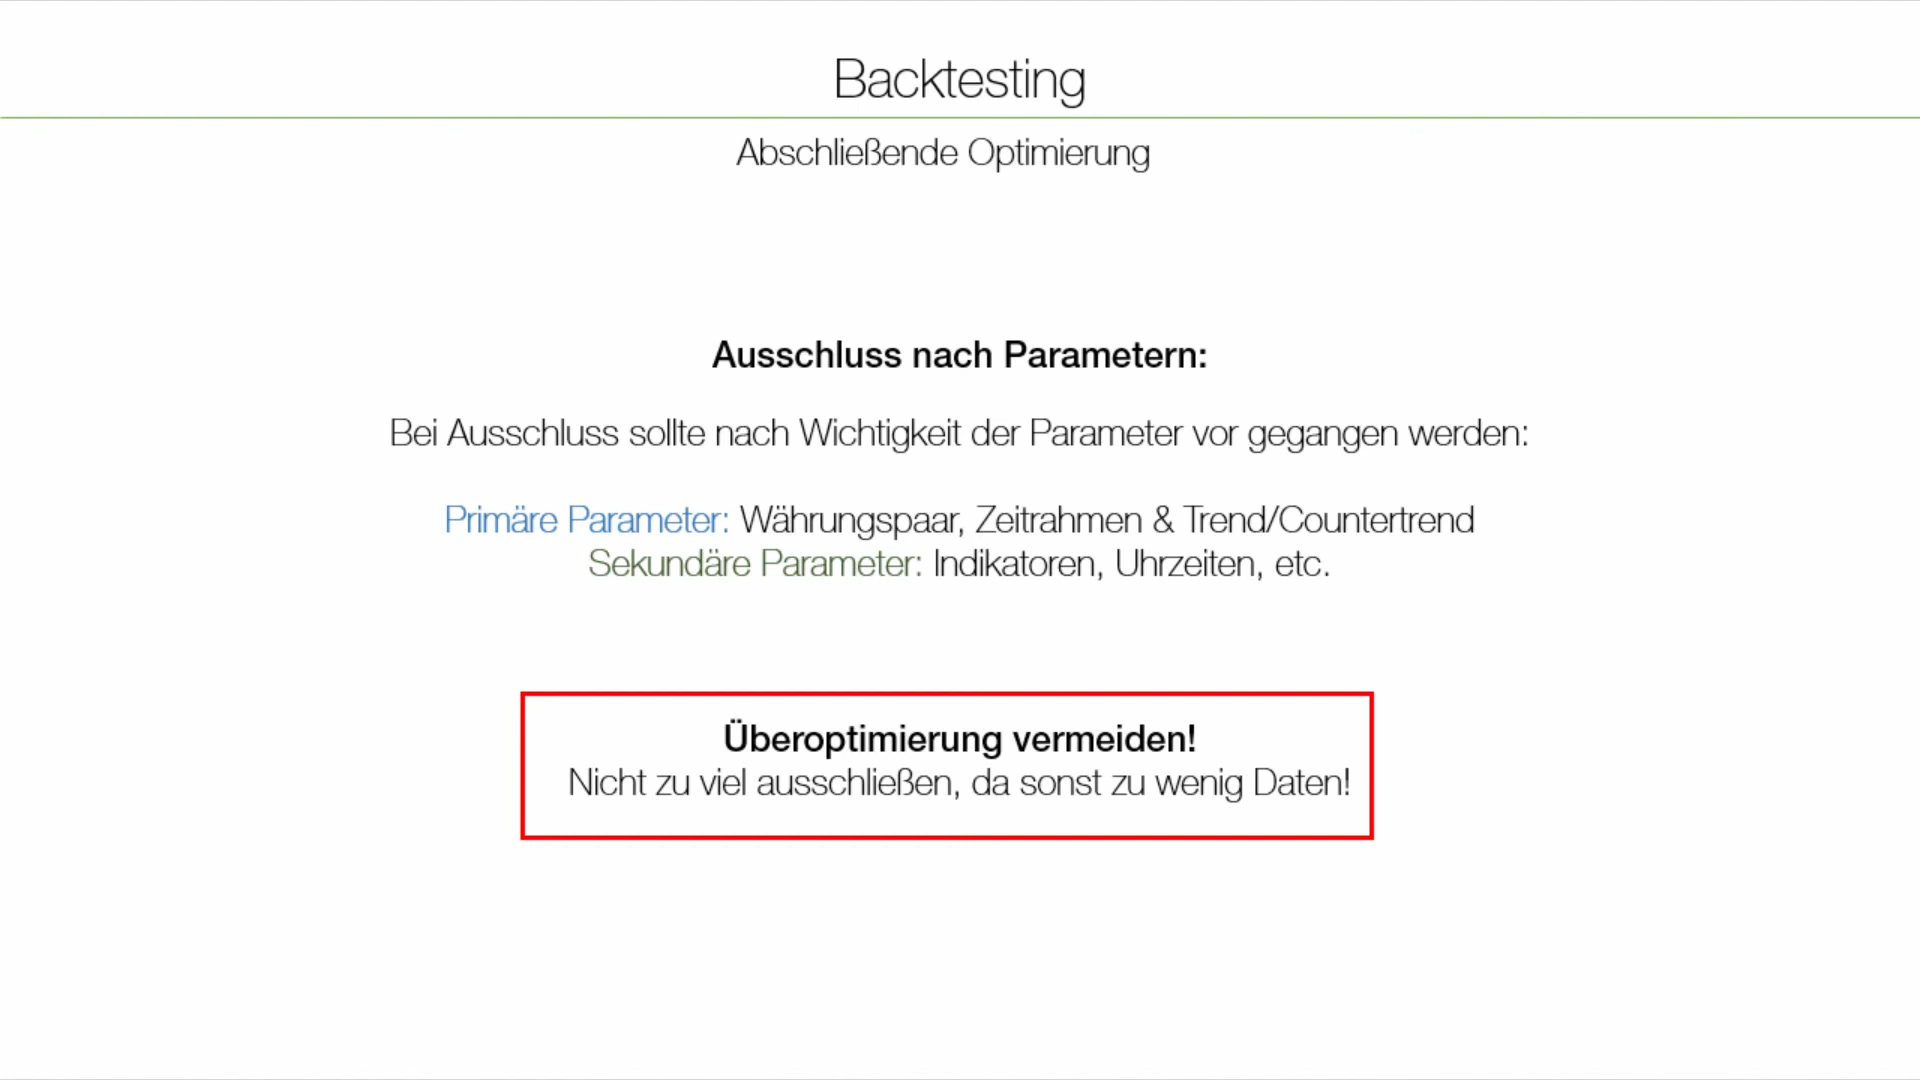 Backtesting
Abschließende Optimierung
Ausschluss nach Parametern:
Bei Ausschluss sollte nach Wichtigkeit der Parameter vor gegangen werden:
Primäre Parameter: Währungspaar, Zeitrahmen & Trend/Countertrend
Sekundäre Parameter: Indikatoren, Uhrzeiten, etc.
Überoptimierung vermeiden!
Nicht zu viel ausschließen, da sonst zu wenig Daten!